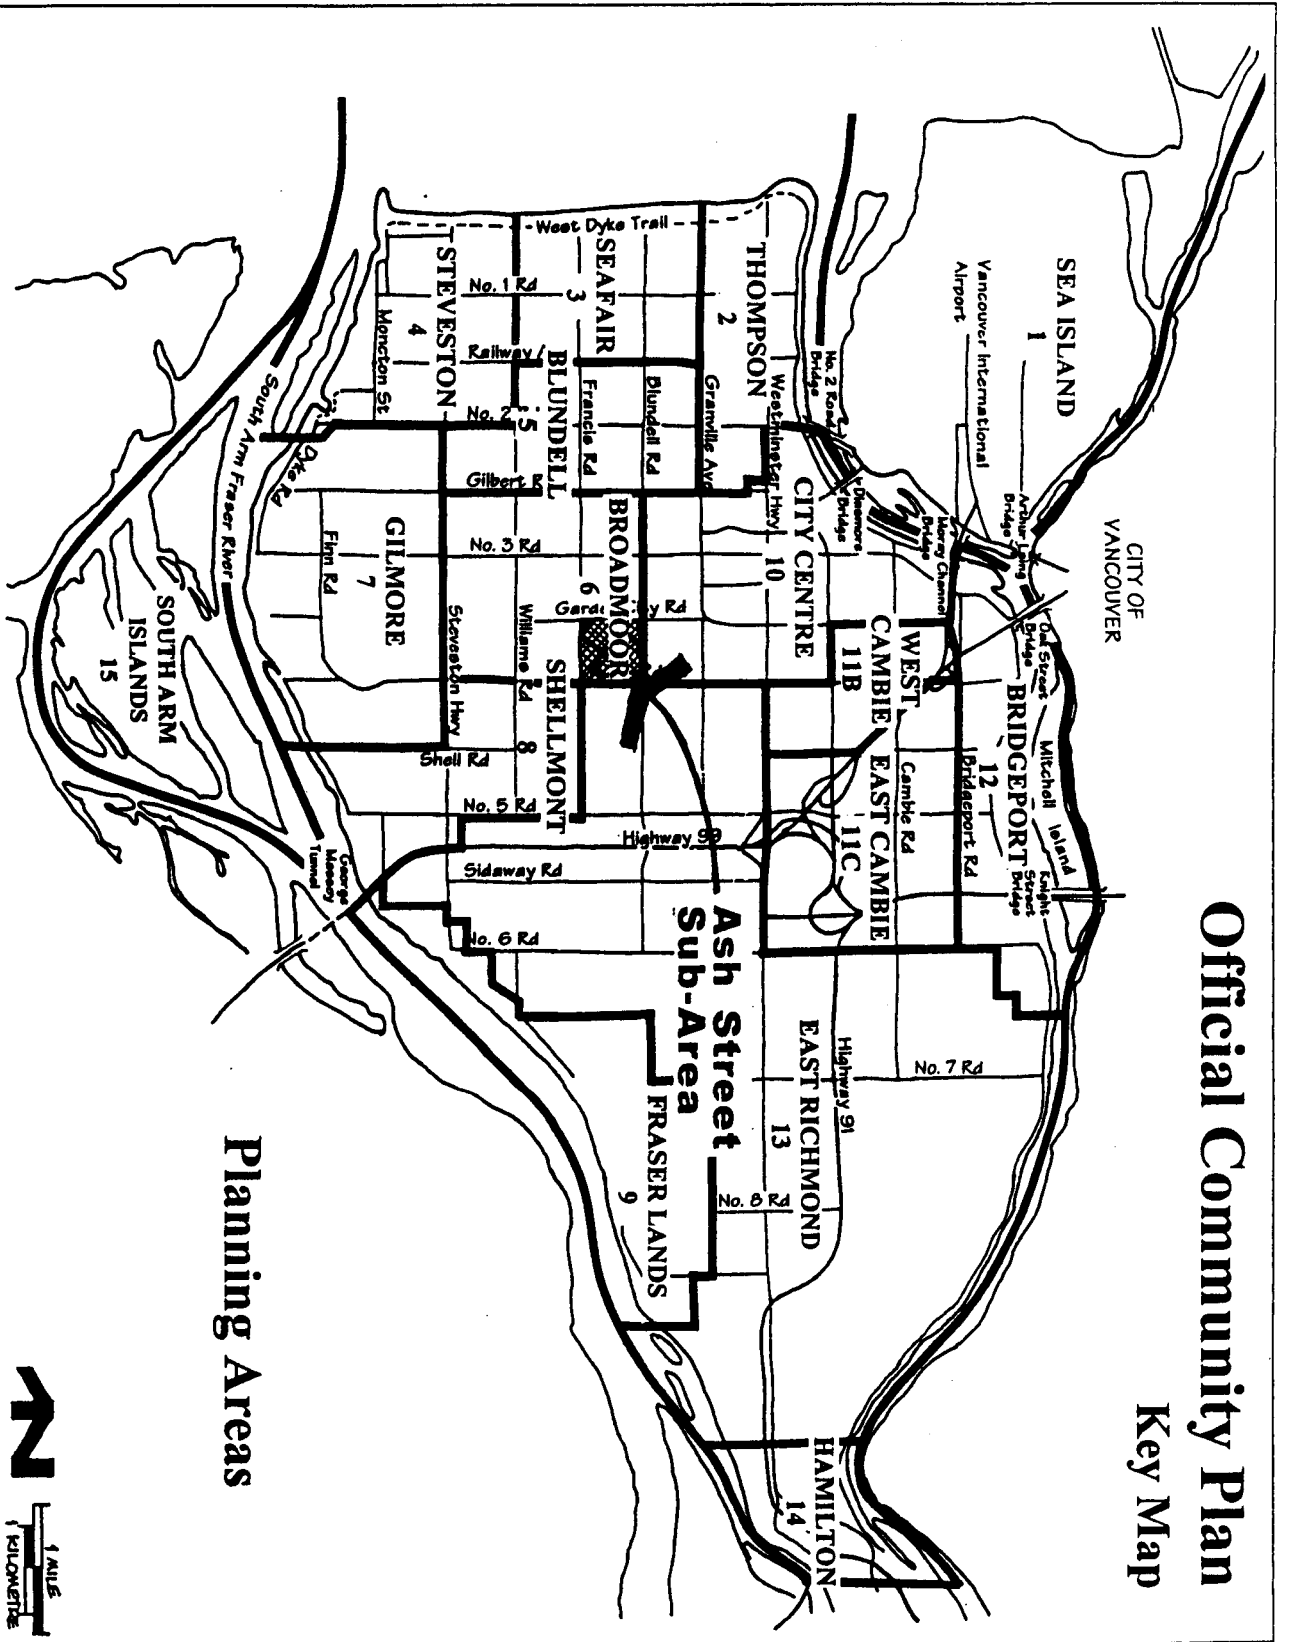 Official Community Plan
Key Map
CITY OF
VANCOUVER
SEA ISLAND
1
Vancouver International
Airport
Arthur Laing
Bridge
Oak Street
Bridge
Mitchell Island
Knight
Street
Bridge
BRIDGEPORT
12
Bridgeport Rd
Moray Channel
Bridge
Dinsmore
Bridge
No. 2 Road
Bridge
WEST
CAMBIE
11B
Cambie Rd
EAST CAMBIE
11C
CITY CENTRE
10
THOMPSON
2
Westminster Hwy
Granville Ave
West Dyke Trail
SEAFAIR
3
Blundell Rd
Francis Rd
No. 1 Rd
Railway
BLUNDELL
5
No. 2
Gilbert R
STEVESTON
4
Moncton St
BROADMOOR
6
No. 3 Rd
Williams Rd
Steveston Hwy
GILMORE
7
Finn Rd
Dyke Rd
SHELLMONT
8
Shell Rd
No. 5 Rd
Highway 99
Sidaway Rd
No. 6 Rd
Ash Street
Sub-Area
EAST RICHMOND
13
Highway 91
No. 7 Rd
No. 8 Rd
FRASER LANDS
9
HAMILTON
14
South Arm Fraser River
SOUTH ARM
ISLANDS
15
George
Massey
Tunnel
Planning Areas
N
1 MILE
1 KILOMETRE